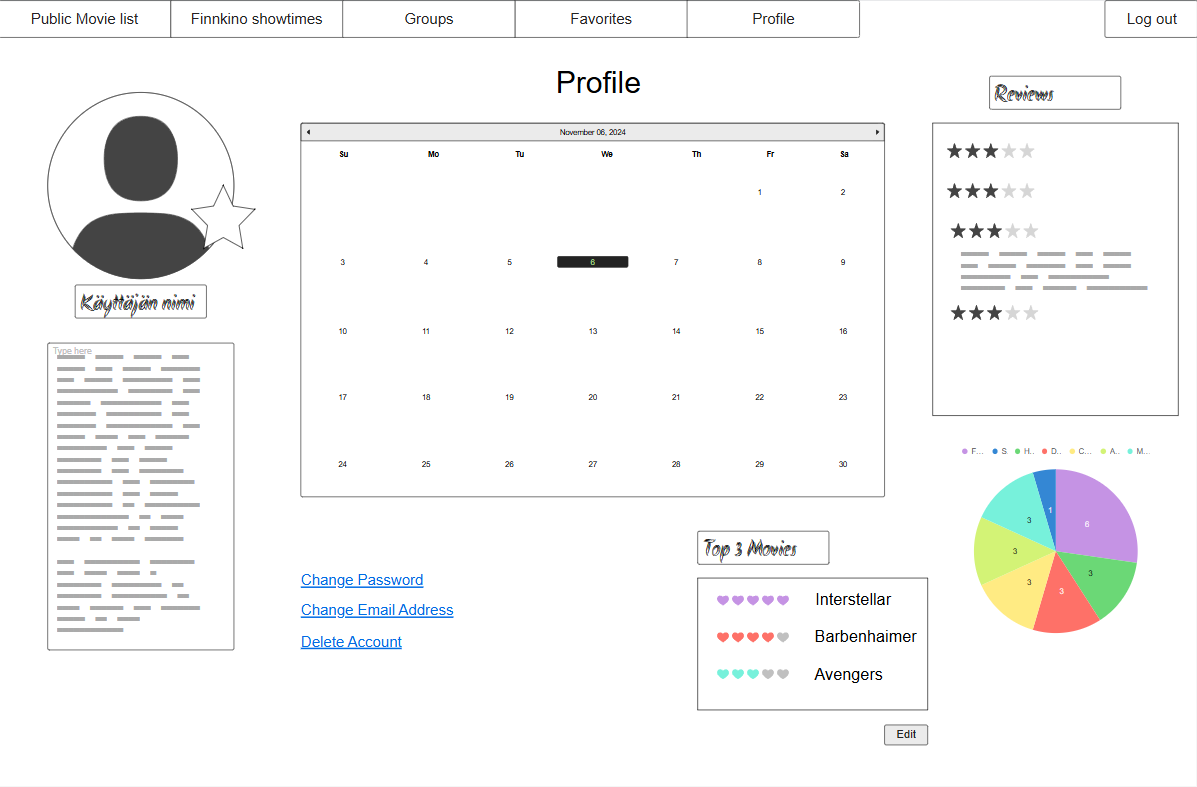 Public Movie list
Finnkino showtimes
Groups
Favorites
Profile
Log out
Profile
Reviews
Käyttäjän nimi
Type here
November 06, 2024
Su Mo Tu We Th Fr Sa
1 2
3 4 5 6 7 8 9
10 11 12 13 14 15 16
17 18 19 20 21 22 23
24 25 26 27 28 29 30
F... S. H.. D.. C... A.. M...
6
3
3
3
3
3
1
Change Password
Change Email Address
Delete Account
Top 3 Movies
Interstellar
Barbenhaimer
Avengers
Edit